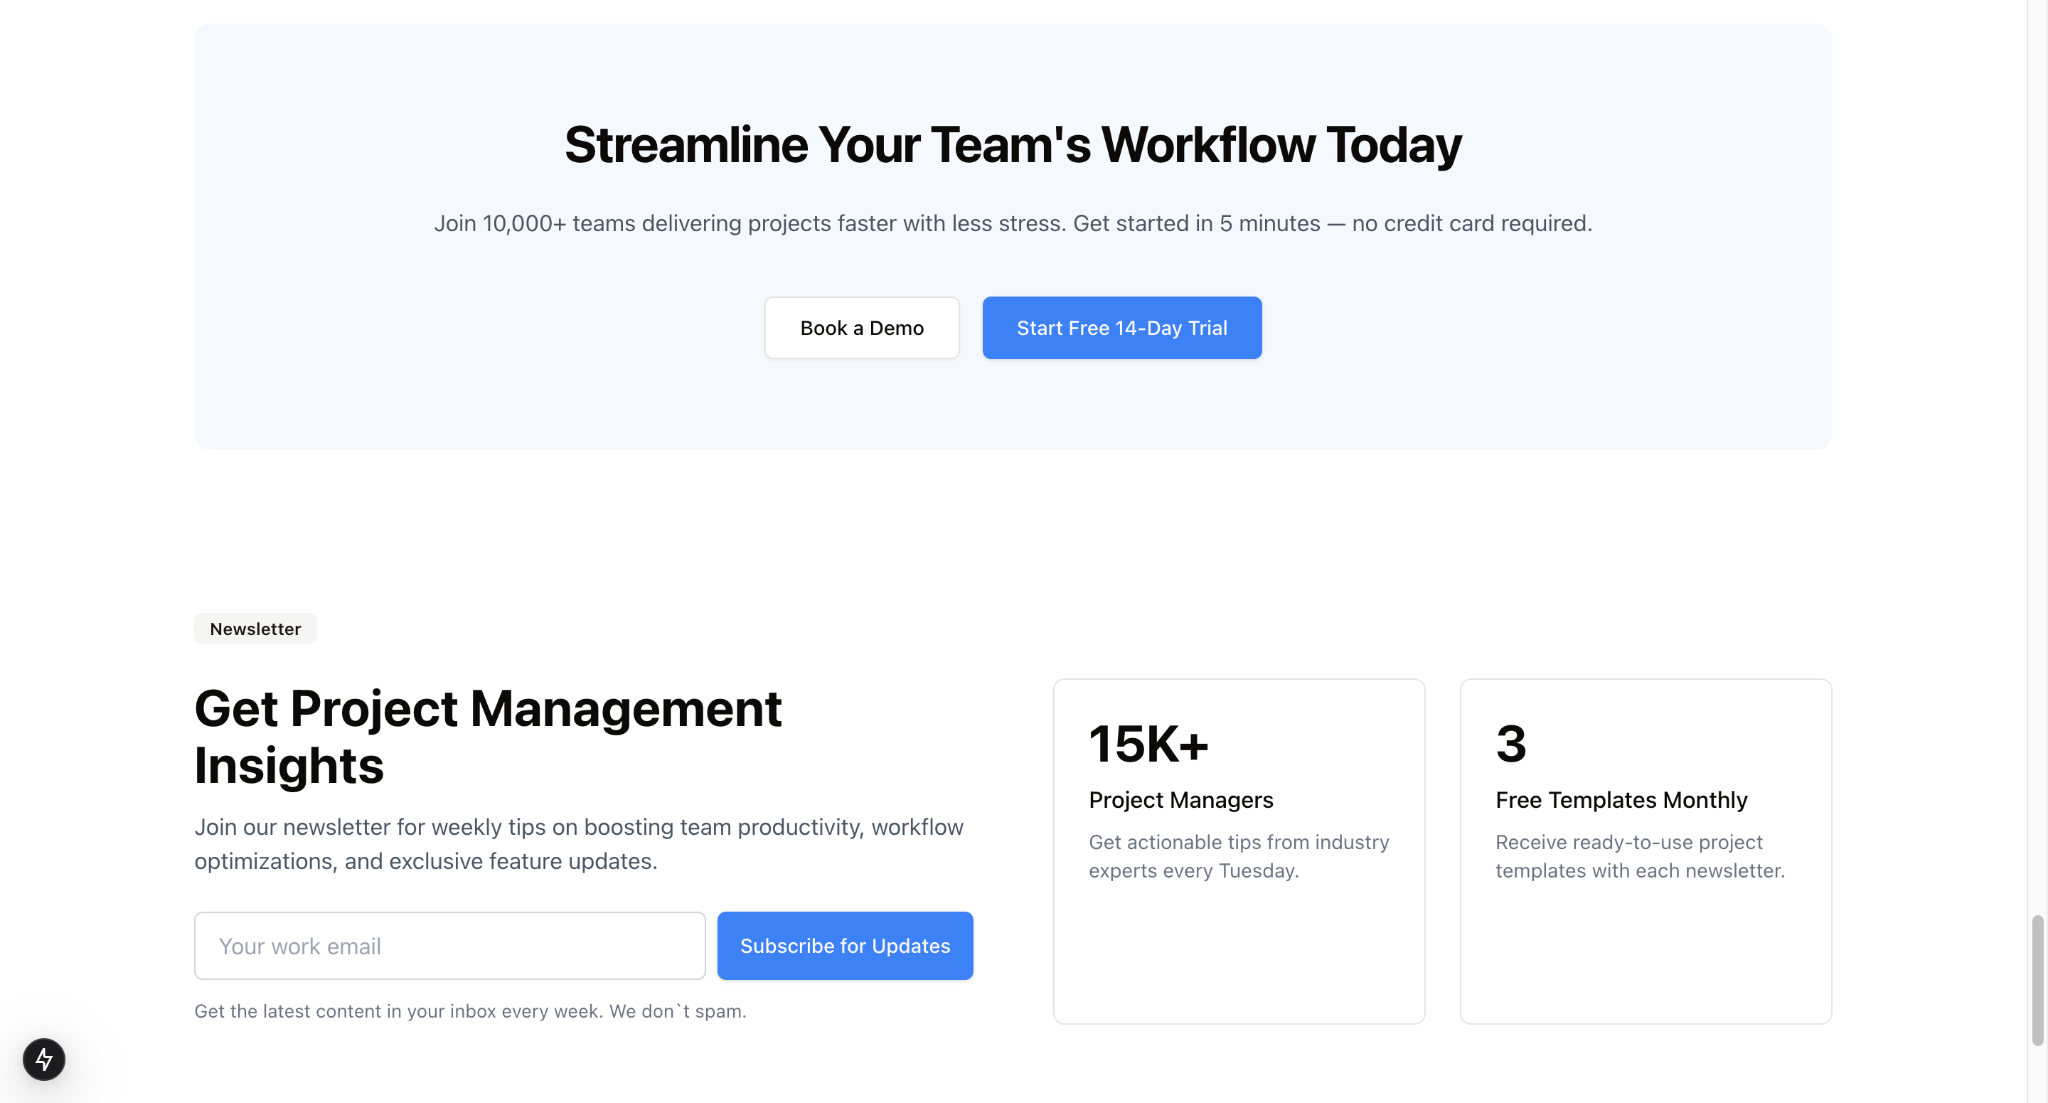 Streamline Your Team's Workflow Today
Join 10,000+ teams delivering projects faster with less stress. Get started in 5 minutes — no credit card required.
Book a Demo
Start Free 14-Day Trial
Newsletter
Get Project Management
Insights
Join our newsletter for weekly tips on boosting team productivity, workflow
optimizations, and exclusive feature updates.
Your work email
Subscribe for Updates
Get the latest content in your inbox every week. We don`t spam.
15K+
Project Managers
Get actionable tips from industry
experts every Tuesday.
3
Free Templates Monthly
Receive ready-to-use project
templates with each newsletter.